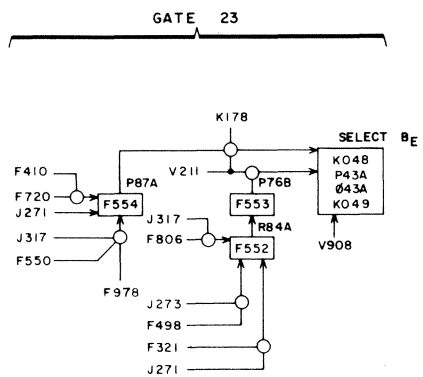 GATE 23
K178
SELECT BE
F410
P87A
V211
P76B
K048
P43A
Ø43A
K049
F720
F554
J271
J317
F553
R84A
J317
F806
F552
F550
V908
F978
J273
F498
F321
J271